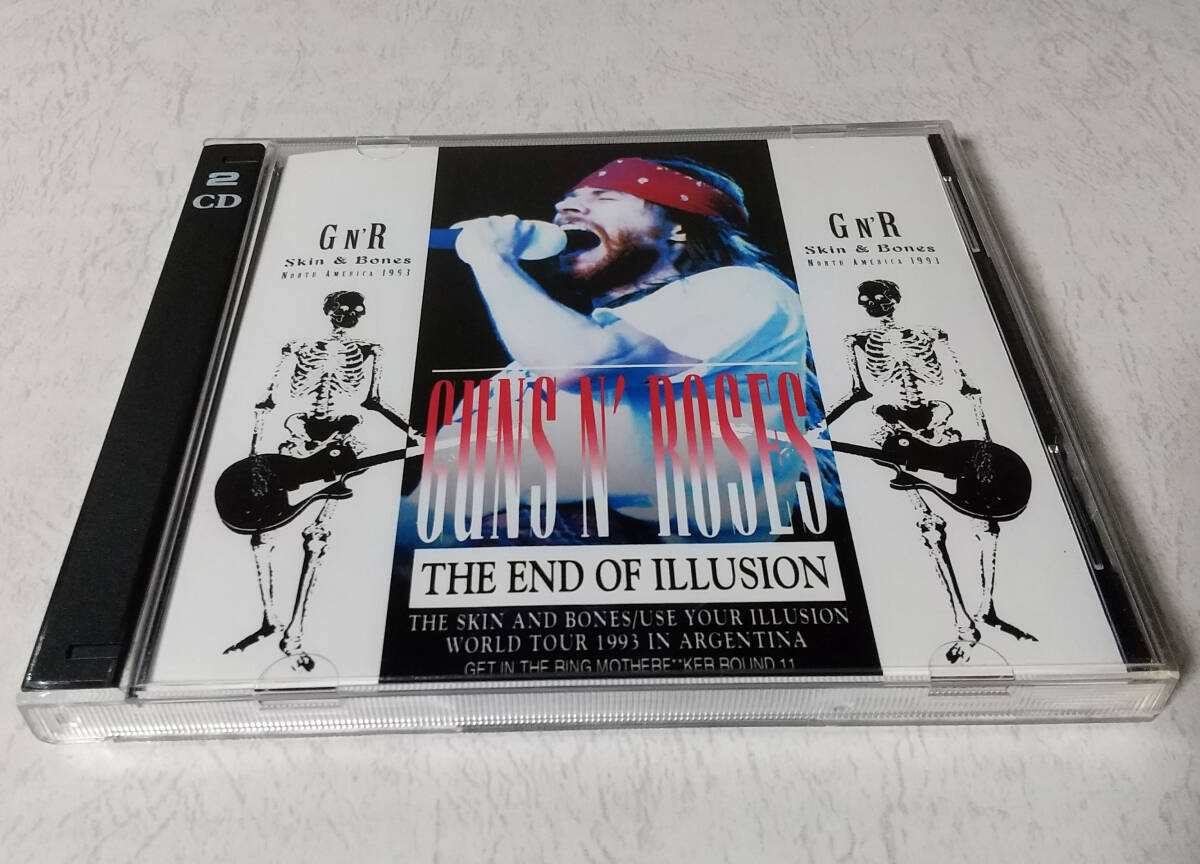 2
CD
G N'R
Skin & Bones
NORTH AMERICA 1993
G N'R
Skin & Bones
NORTH AMERICA 1993
GUNS N' ROSES
THE END OF ILLUSION
THE SKIN AND BONES/USE YOUR ILLUSION
WORLD TOUR 1993 IN ARGENTINA
GET IN THE RING MOTHERF**KER ROUND 11